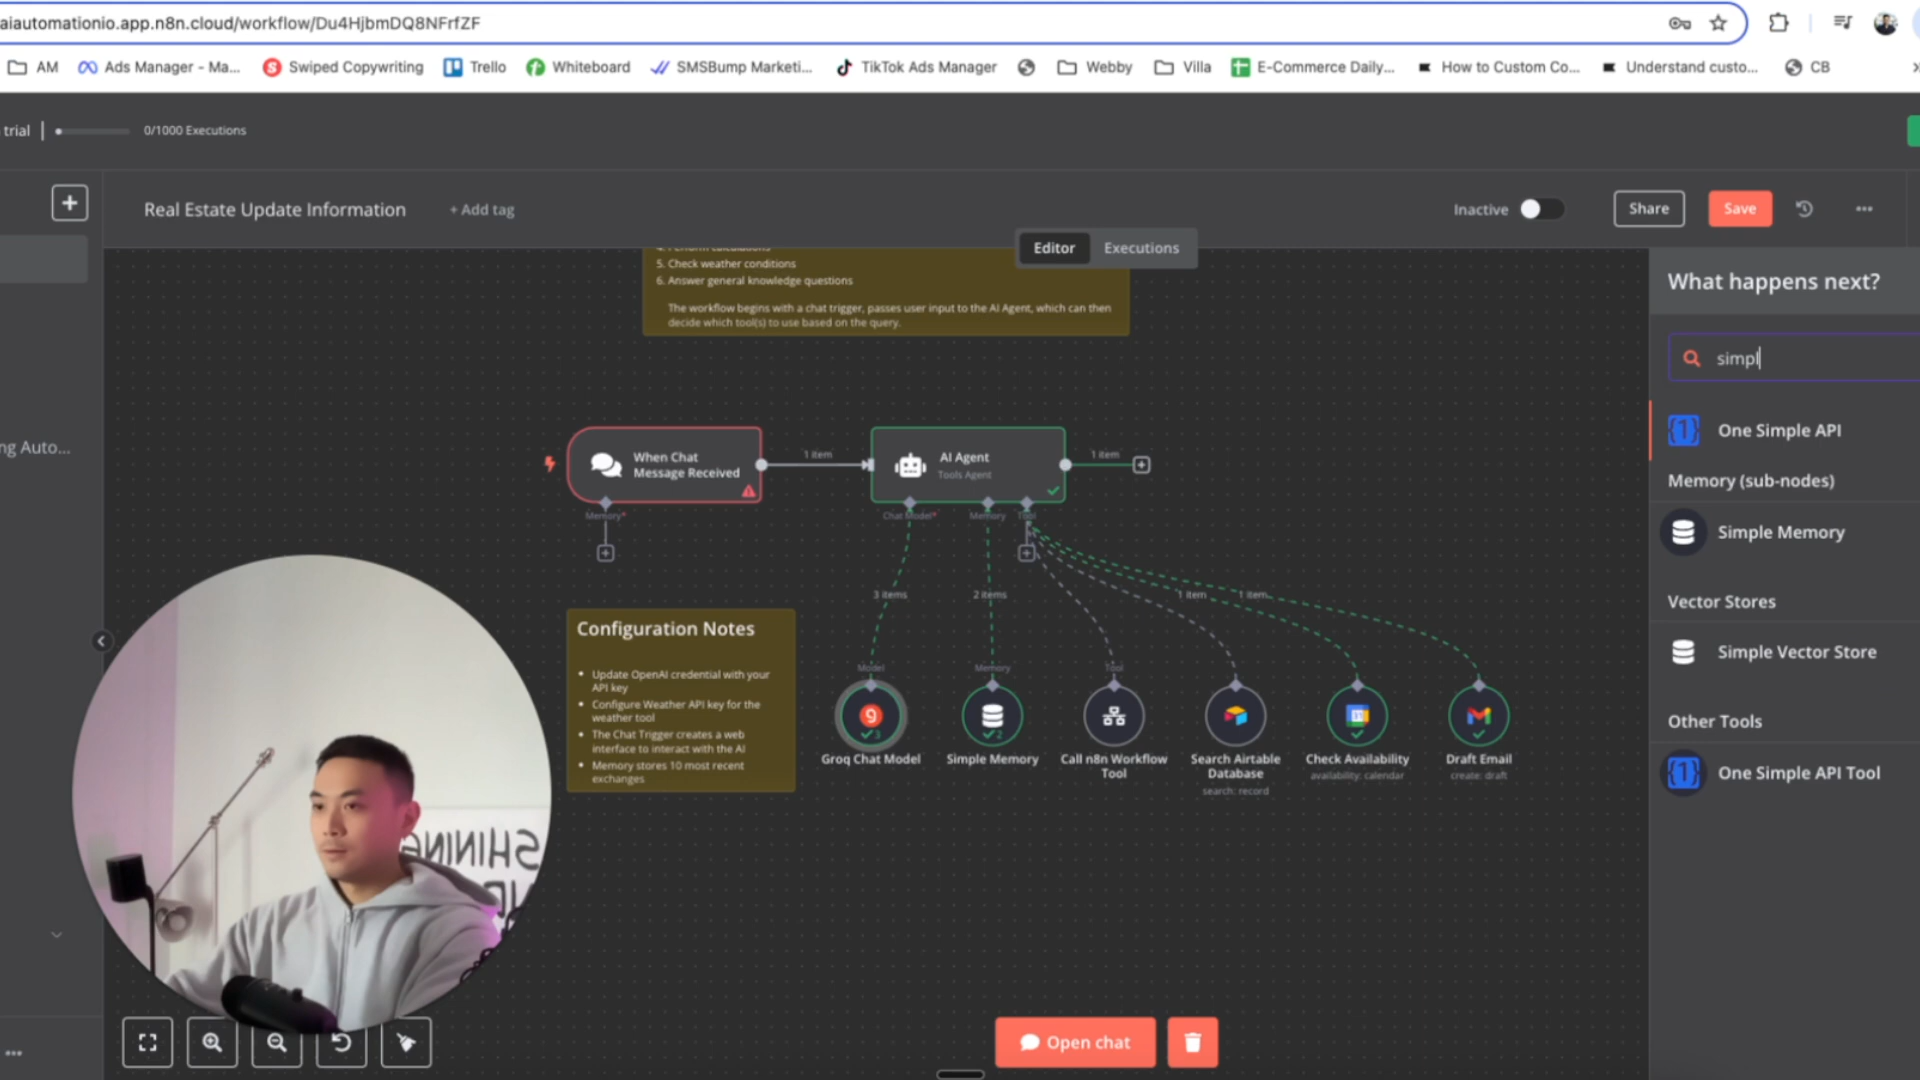 aiautomationio.app.n8n.cloud/workflow/Du4HjbmDQ8NFrfZF
AM
Ads Manager - Ma...
Swiped Copywriting
Trello
Whiteboard
SMSBump Marketi...
TikTok Ads Manager
Webby
Villa
E-Commerce Daily...
How to Custom Co...
Understand custo...
CB
trial
0/1000 Executions
Real Estate Update Information
+ Add tag
Inactive
Share
Save
Editor
Executions
5. Check weather conditions
6. Answer general knowledge questions
The workflow begins with a chat trigger, passes user input to the AI Agent, which can then
decide which tool(s) to use based on the query.
What happens next?
simpl
One Simple API
Memory (sub-nodes)
Simple Memory
Vector Stores
Simple Vector Store
Other Tools
One Simple API Tool
ng Auto...
When Chat
Message Received
1 item
AI Agent
Tools Agent
1 item
Memory*
Chat Model*
Memory
Tool
3 items
2 items
1 item
1 item
Configuration Notes
• Update OpenAI credential with your
API key
• Configure Weather API key for the
weather tool
• The Chat Trigger creates a web
interface to interact with the AI
• Memory stores 10 most recent
exchanges
Model
Memory
Tool
3
2
Groq Chat Model
Simple Memory
Call n8n Workflow
Tool
Search Airtable
Database
search: record
Check Availability
availability: calendar
Draft Email
create: draft
SHINING
Open chat